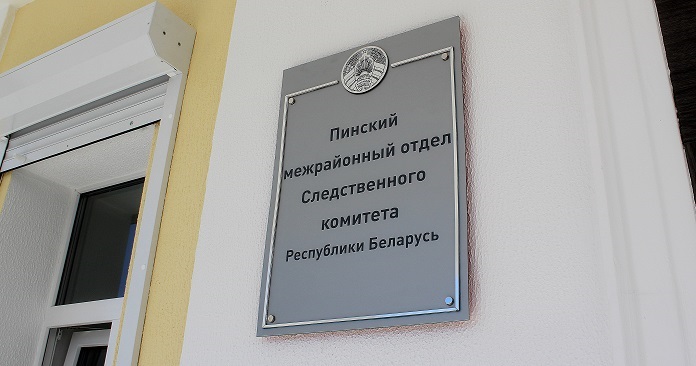 Пинский
межрайонный отдел
Следственного
комитета
Республики Беларусь